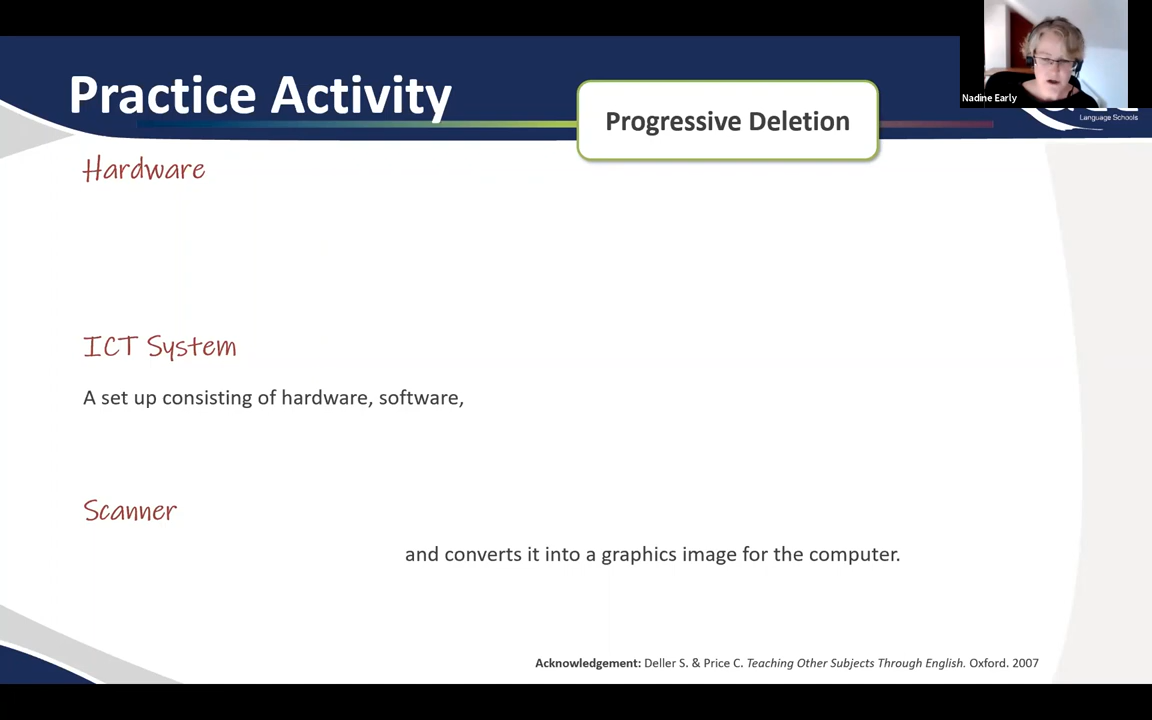 Practice Activity
Progressive Deletion
Nadine Early
Language Schools
Hardware
ICT System
A set up consisting of hardware, software,
Scanner
and converts it into a graphics image for the computer.
Acknowledgement: Deller S. & Price C. Teaching Other Subjects Through English. Oxford. 2007